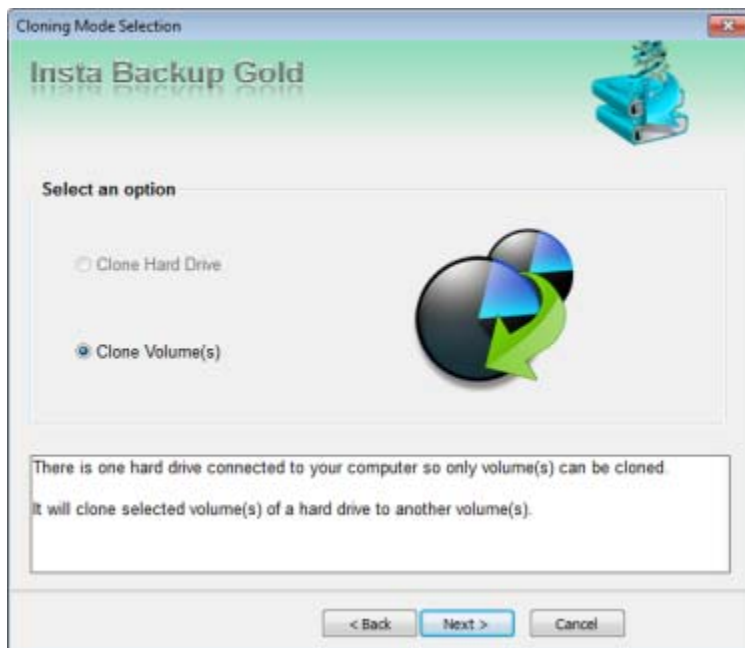 Cloning Mode Selection
Insta Backup Gold
Select an option
Clone Hard Drive
Clone Volume(s)
There is one hard drive connected to your computer so only volume(s) can be cloned.
It will clone selected volume(s) of a hard drive to another volume(s).
< Back Next > Cancel